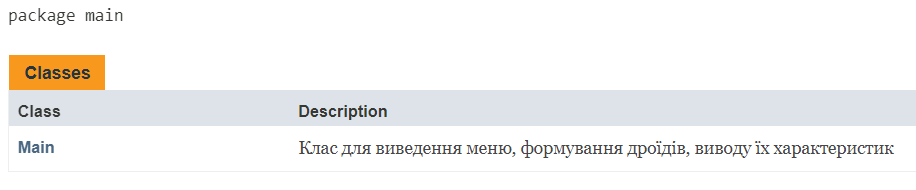 package main
Classes
Class Description
Main Клас для виведення меню, формування дроїдів, виводу їх характеристик